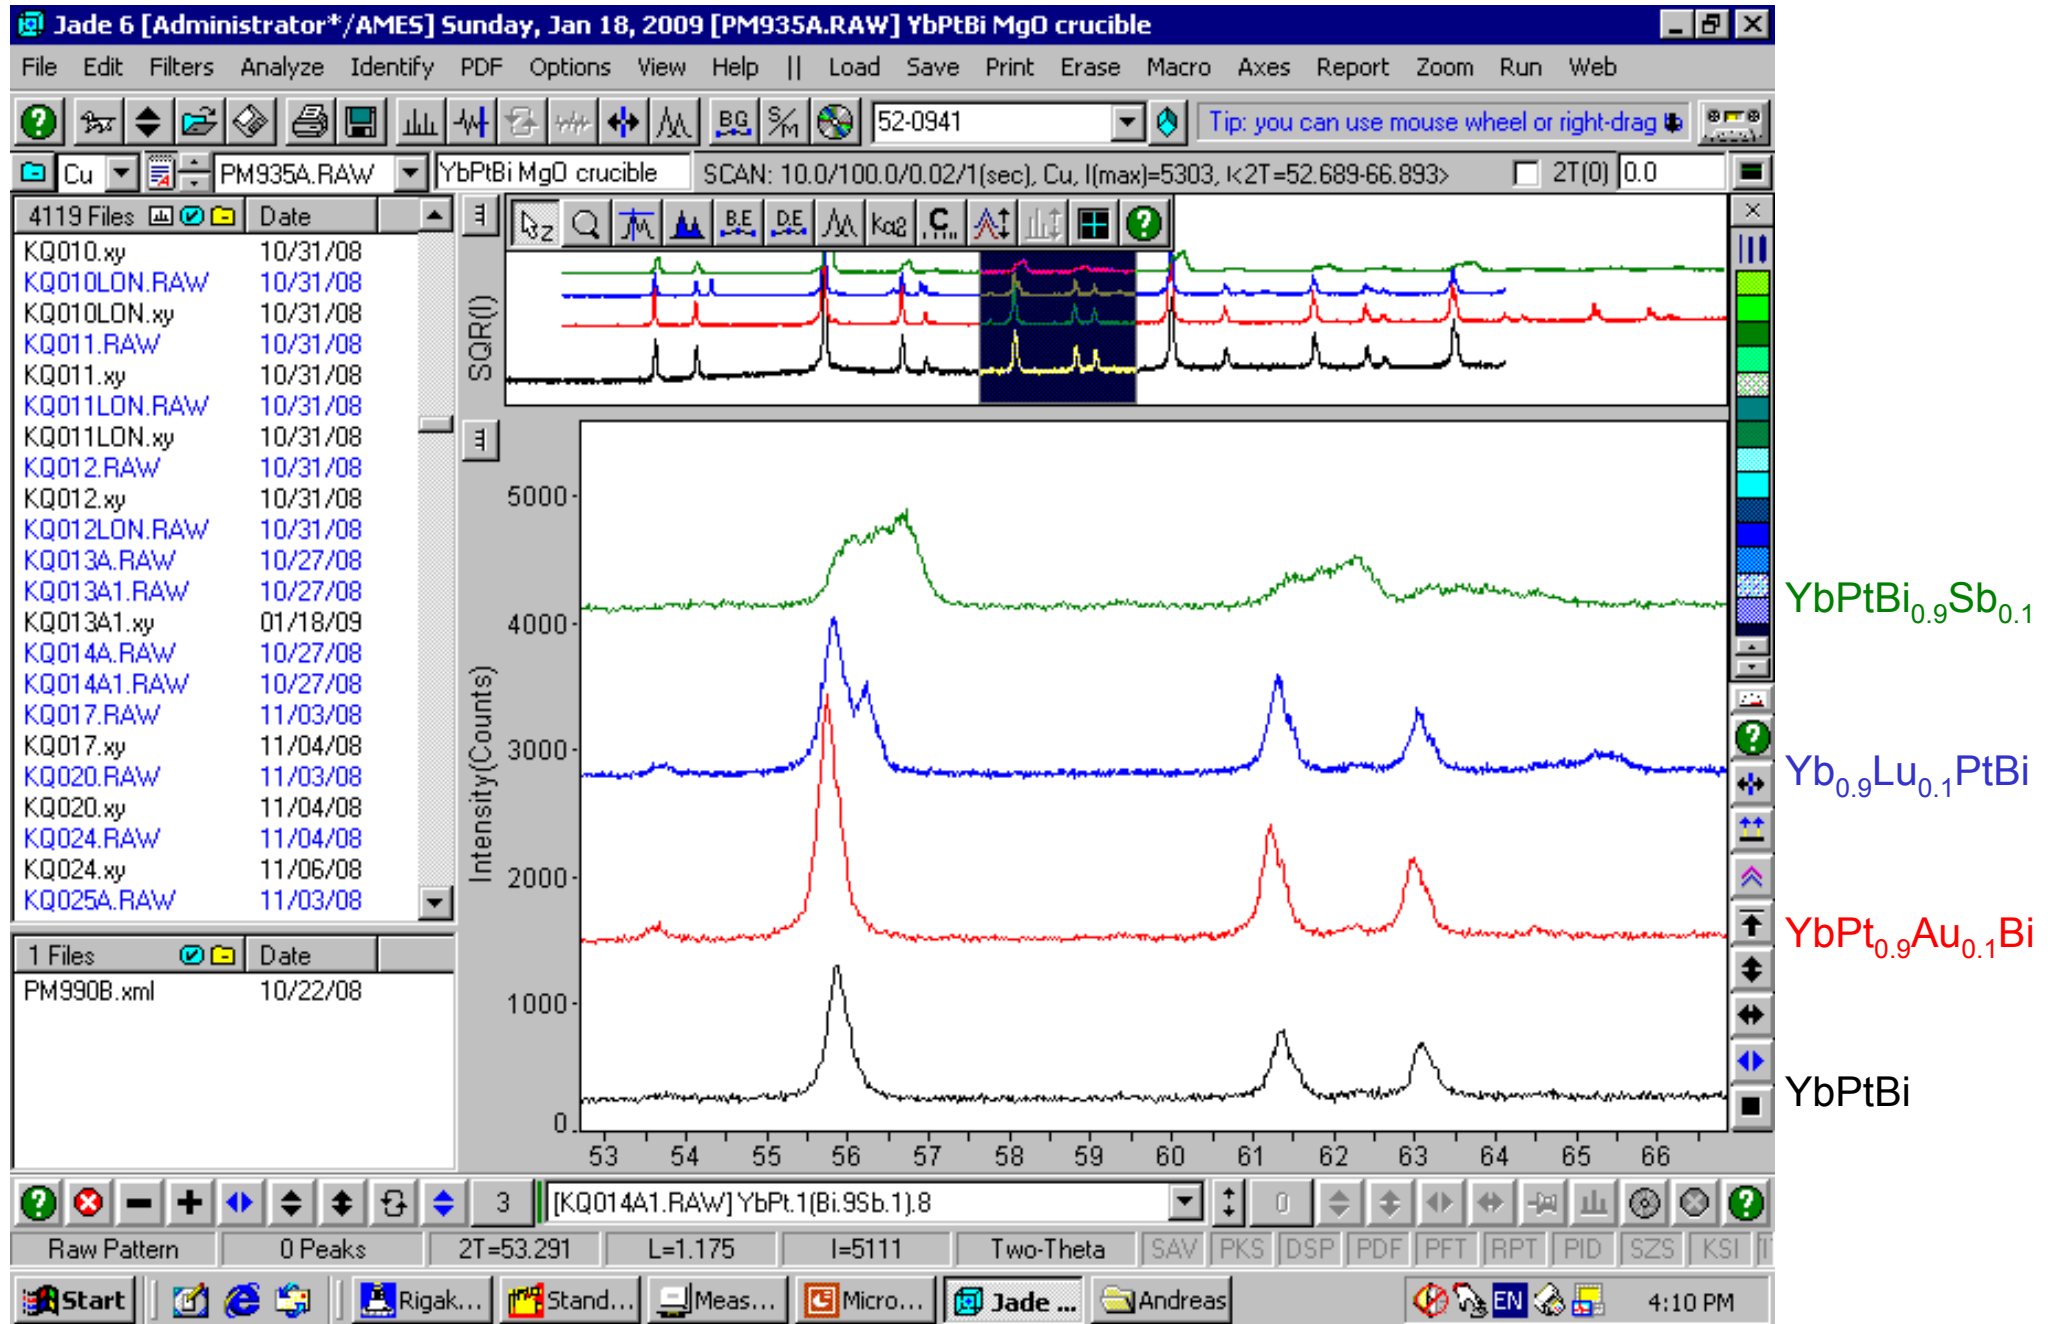 Jade 6 [Administrator*/AMES] Sunday, Jan 18, 2009 [PM935A.RAW] YbPtBi MgO crucible
File Edit Filters Analyze Identify PDF Options View Help || Load Save Print Erase Macro Axes Report Zoom Run Web
BG S/M 52-0941 Tip: you can use mouse wheel or right-drag
Cu PM935A.RAW YbPtBi MgO crucible SCAN: 10.0/100.0/0.02/1(sec), Cu, I(max)=5303, I<2T=52.689-66.893> 2T(0) 0.0
4119 Files Date
KQ010.xy 10/31/08
KQ010LON.RAW 10/31/08
KQ010LON.xy 10/31/08
KQ011.RAW 10/31/08
KQ011.xy 10/31/08
KQ011LON.RAW 10/31/08
KQ011LON.xy 10/31/08
KQ012.RAW 10/31/08
KQ012.xy 10/31/08
KQ012LON.RAW 10/31/08
KQ013A.RAW 10/27/08
KQ013A1.RAW 10/27/08
KQ013A1.xy 01/18/09
KQ014A.RAW 10/27/08
KQ014A1.RAW 10/27/08
KQ017.RAW 11/03/08
KQ017.xy 11/04/08
KQ020.RAW 11/03/08
KQ020.xy 11/04/08
KQ024.RAW 11/04/08
KQ024.xy 11/06/08
KQ025A.RAW 11/03/08
1 Files Date
PM990B.xml 10/22/08
z B.E. D.E. Kα2 C
SQR(I)
Intensity(Counts)
5000
4000
3000
2000
1000
0
53 54 55 56 57 58 59 60 61 62 63 64 65 66
YbPtBi0.9Sb0.1
Yb0.9Lu0.1PtBi
YbPt0.9Au0.1Bi
YbPtBi
3 [KQ014A1.RAW] YbPt.1(Bi.9Sb.1).8 0
Raw Pattern 0 Peaks 2T=53.291 L=1.175 I=5111 Two-Theta SAV PKS DSP PDF PFT RPT PID SZS KSI
Start Rigak... Stand... Meas... Micro... Jade ... Andreas EN 4:10 PM